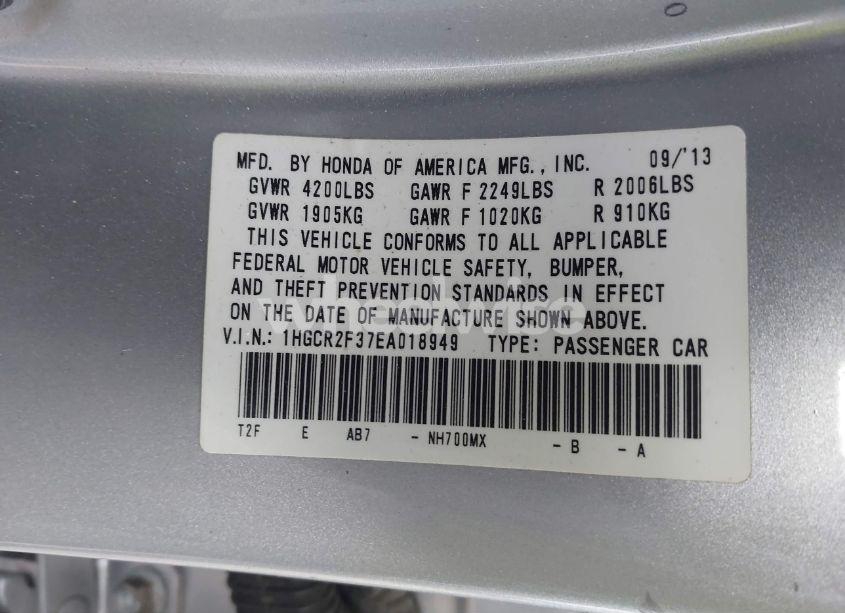 MFD. BY HONDA OF AMERICA MFG., INC. 09/'13
GVWR 4200LBS GAWR F 2249LBS R 2006LBS
GVWR 1905KG GAWR F 1020KG R 910KG
THIS VEHICLE CONFORMS TO ALL APPLICABLE
FEDERAL MOTOR VEHICLE SAFETY, BUMPER,
AND THEFT PREVENTION STANDARDS IN EFFECT
ON THE DATE OF MANUFACTURE SHOWN ABOVE.
V.I.N.: 1HGCR2F37EA018949 TYPE: PASSENGER CAR
T2F E AB7 - NH700MX - B - A